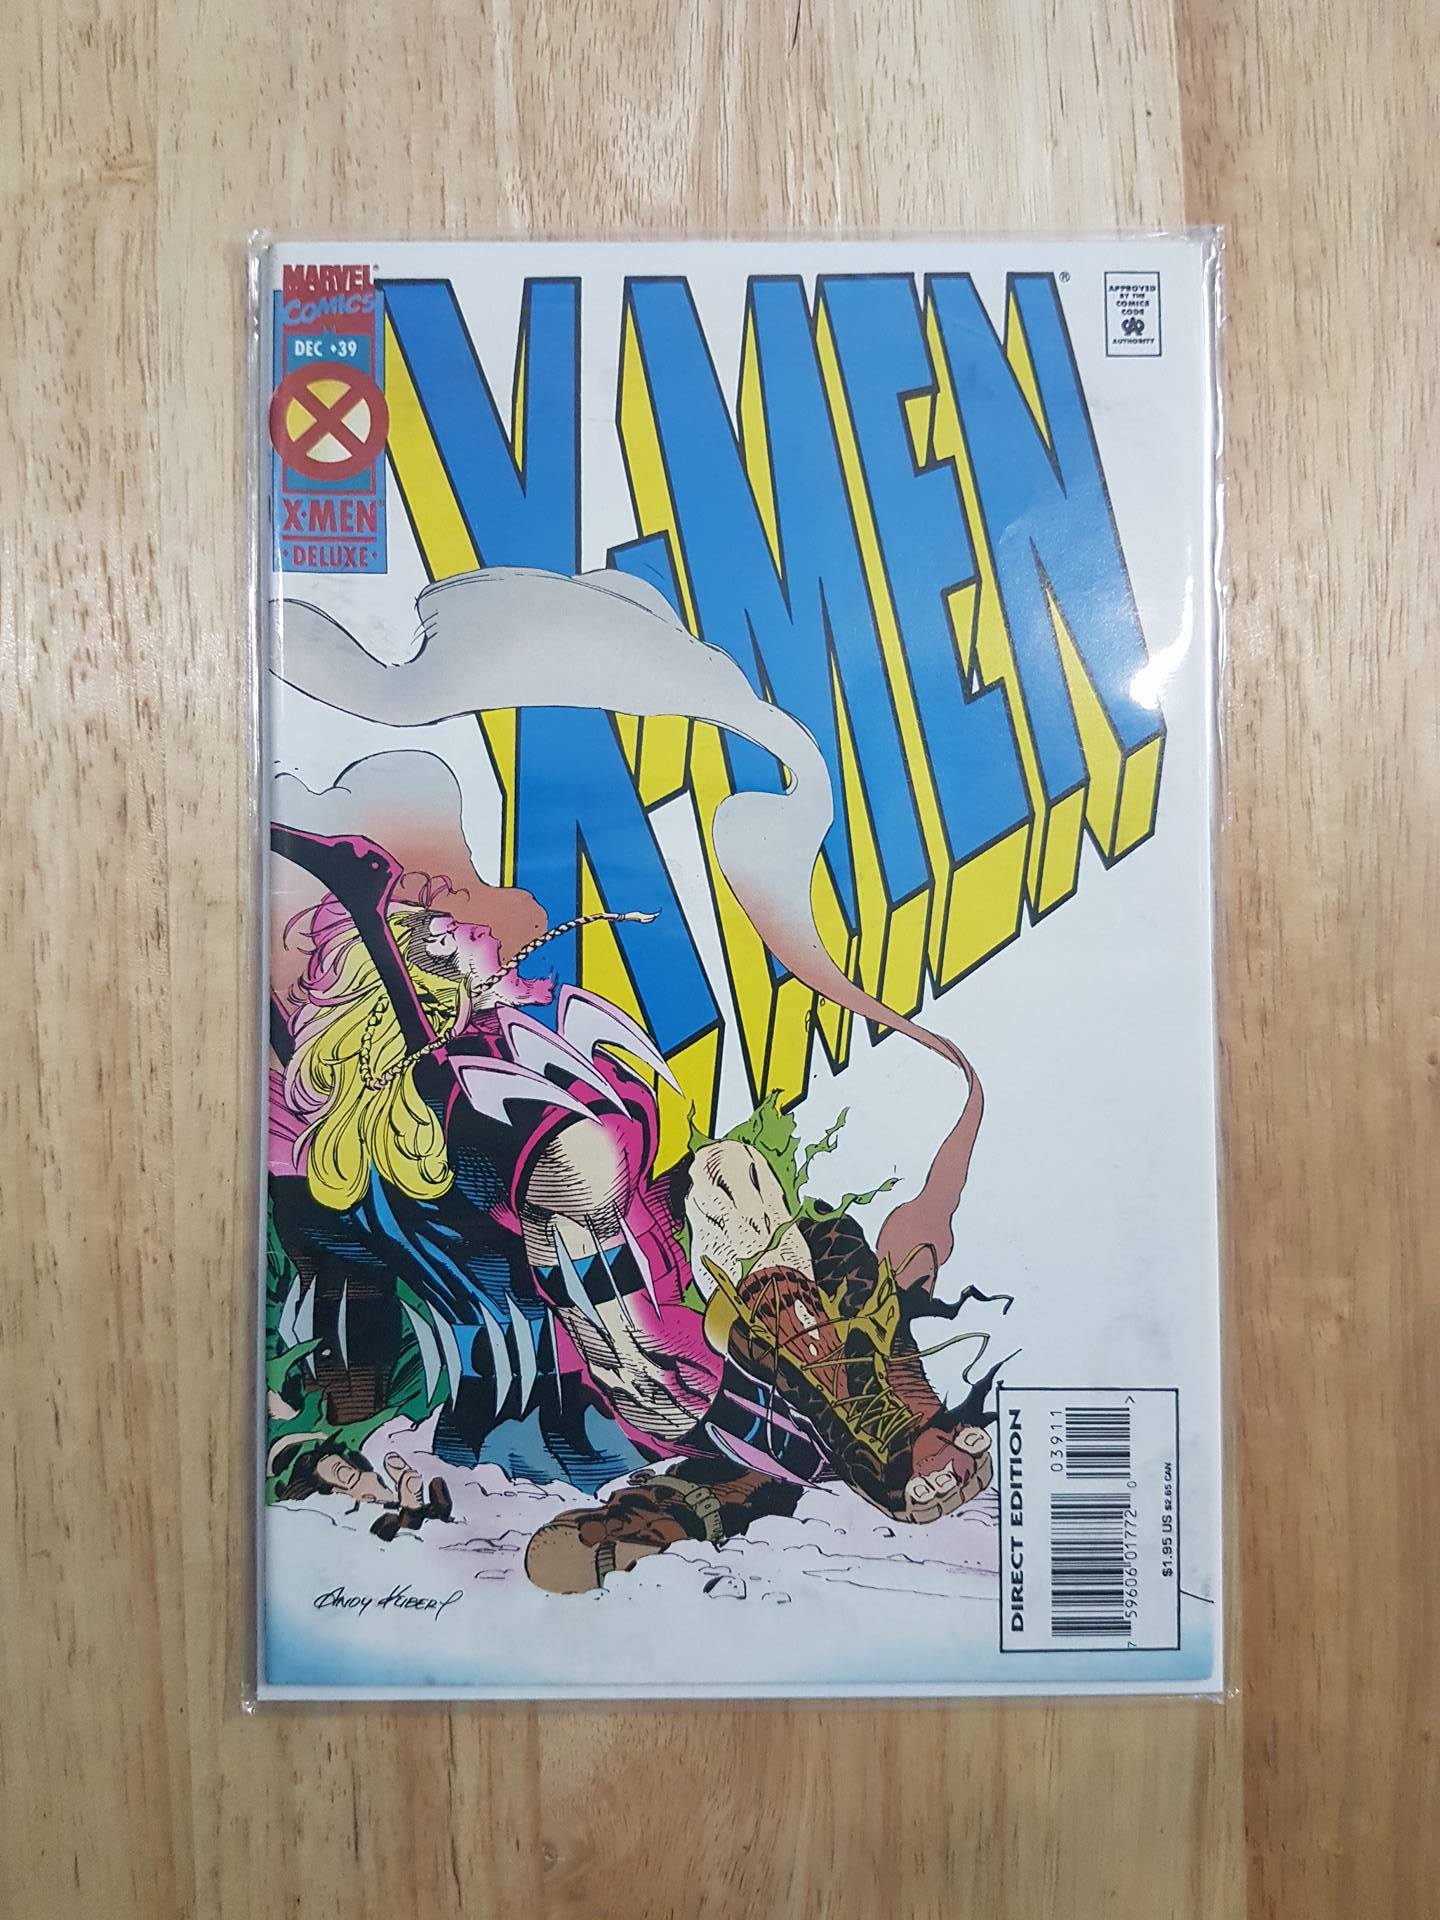 MARVEL®
COMICS
DEC • 39
X-MEN
DELUXE
X-MEN®
APPROVED
BY THE
COMICS
CODE
CA
AUTHORITY
ANDY KUBERT
DIRECT EDITION
03911
7 59606 01772 0
$1.95 US $2.65 CAN